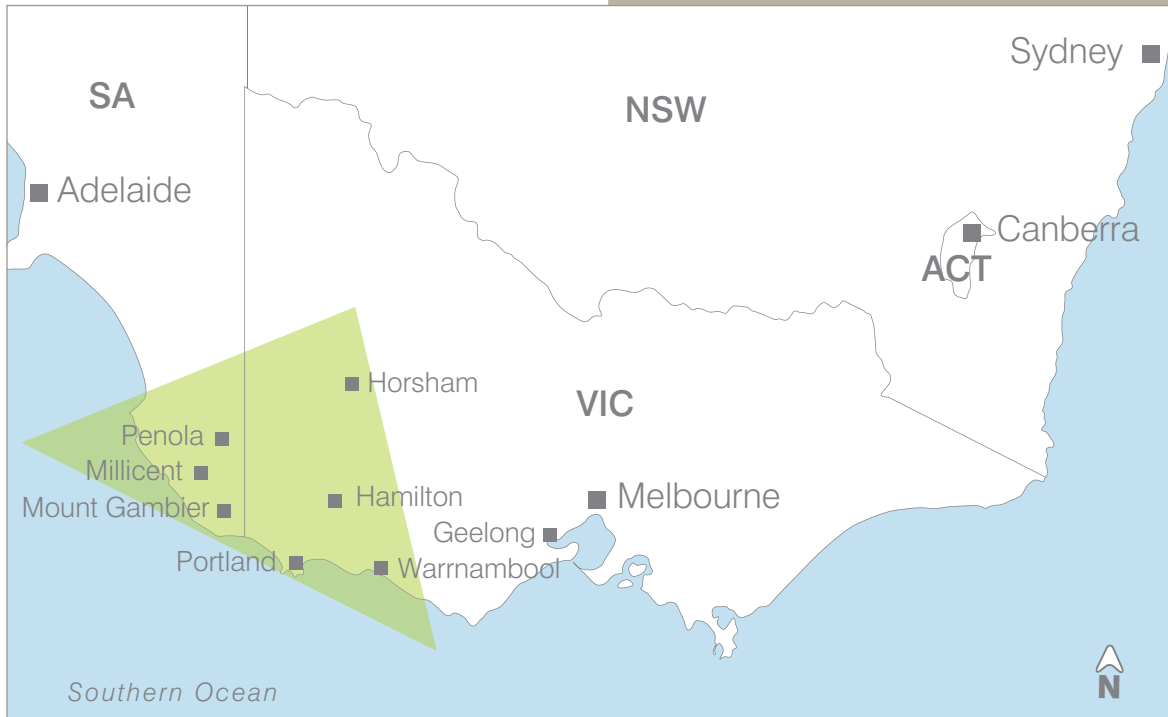 Sydney
SA
NSW
Adelaide
Canberra
ACT
Horsham
VIC
Penola
Millicent
Hamilton
Melbourne
Mount Gambier
Geelong
Portland
Warrnambool
Southern Ocean
N